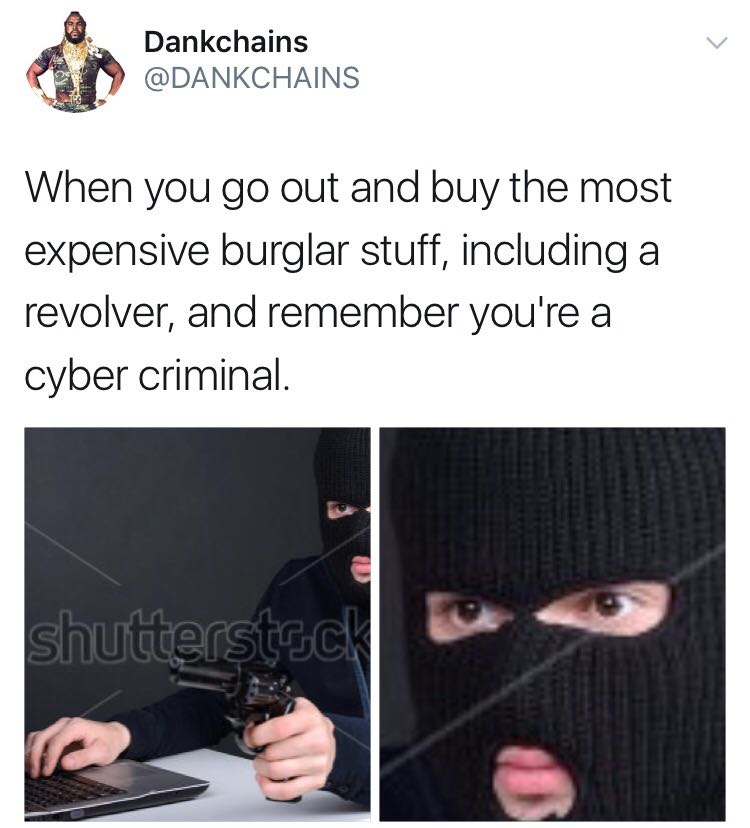 Dankchains
@DANKCHAINS
When you go out and buy the most
expensive burglar stuff, including a
revolver, and remember you're a
cyber criminal.
shutterstock